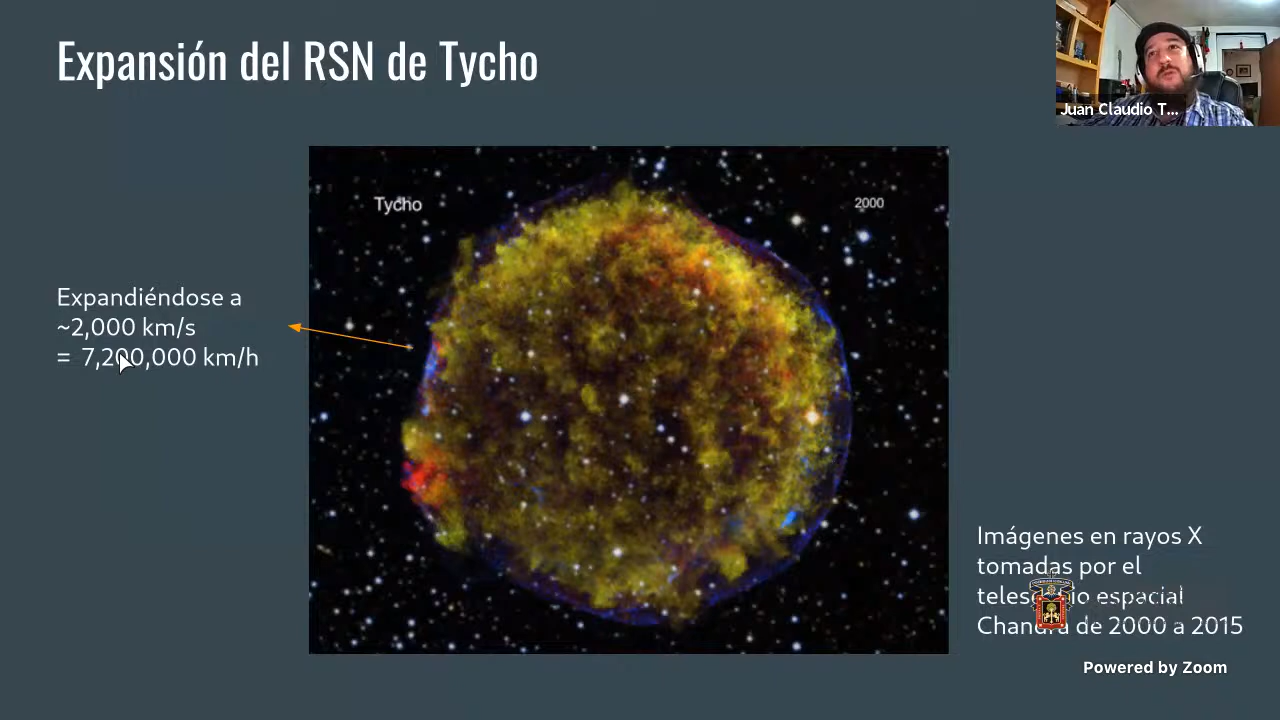 Expansión del RSN de Tycho
Juan Claudio T...
Tycho
2000
Expandiéndose a
~2,000 km/s
= 7,200,000 km/h
Imágenes en rayos X
tomadas por el
telescopio espacial
Chandra de 2000 a 2015
Powered by Zoom